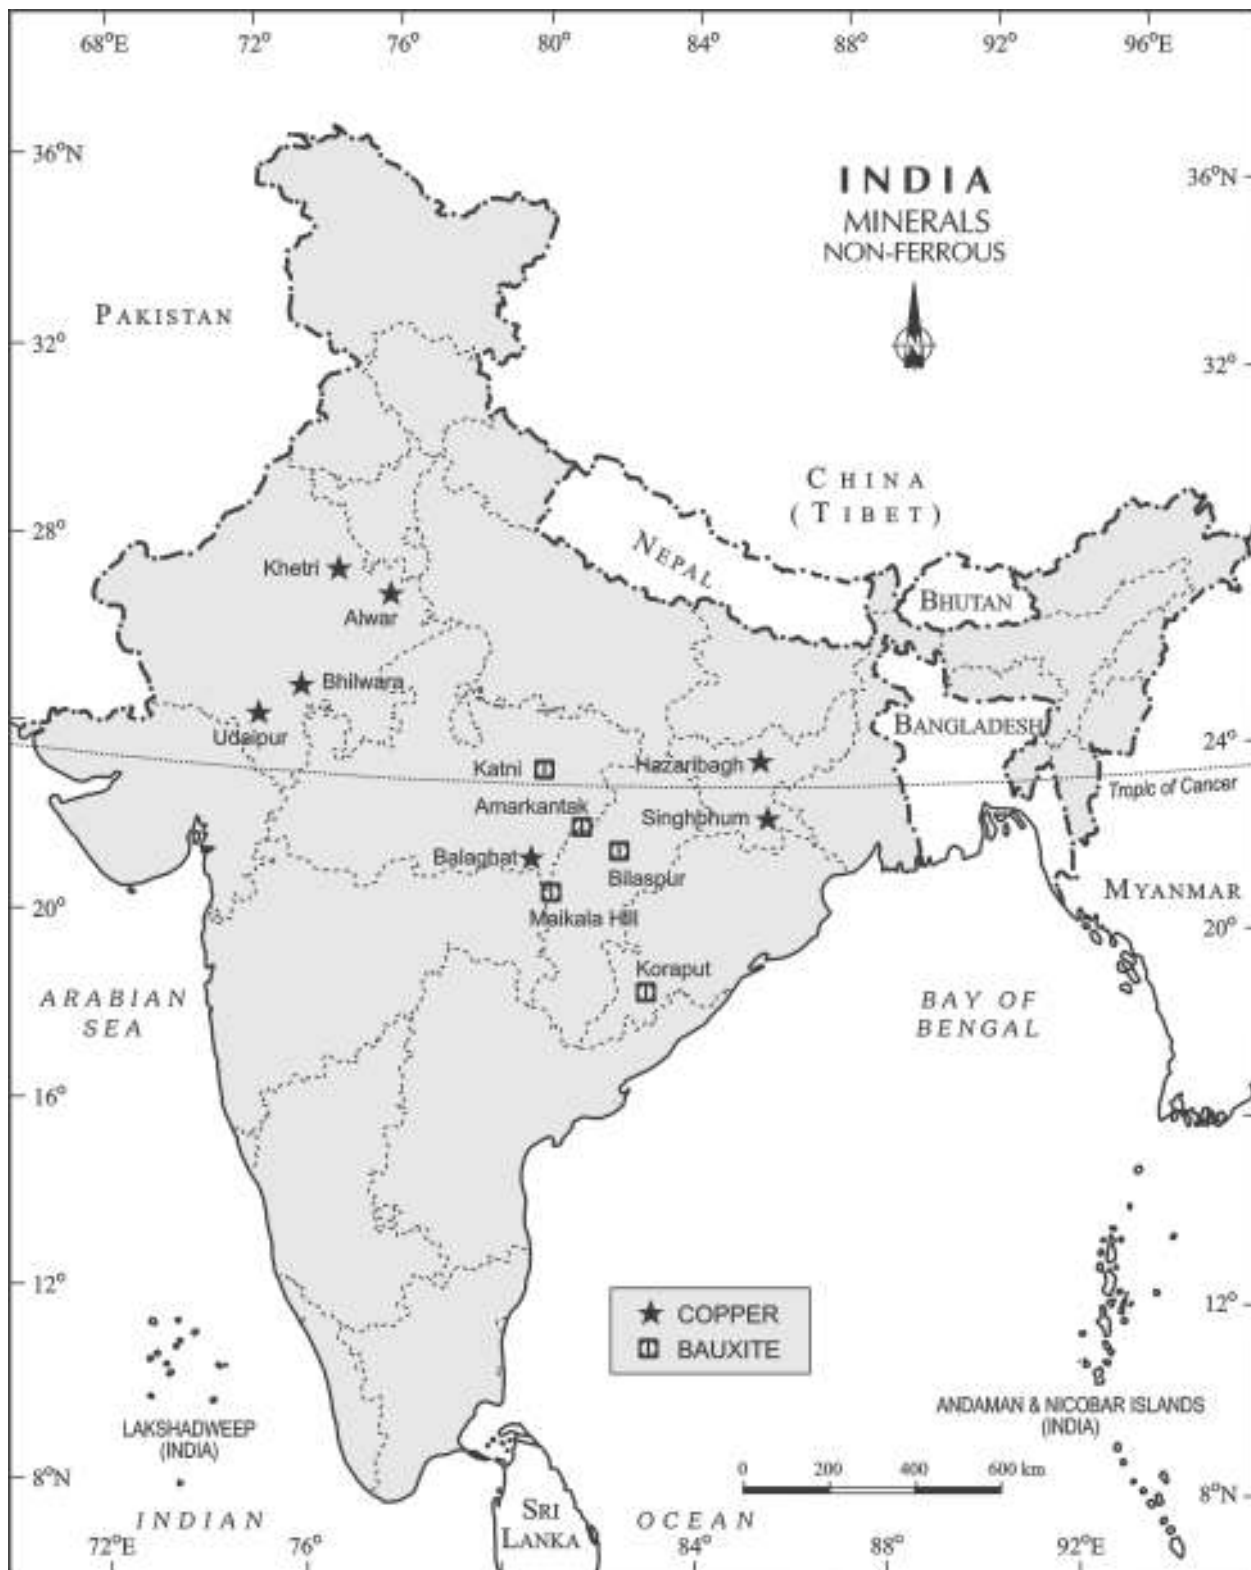 68°E 72° 76° 80° 84° 88° 92° 96°E
36°N
36°N
INDIA
MINERALS
NON-FERROUS
PAKISTAN
32°
32°
CHINA
(TIBET)
NEPAL
28°
BHUTAN
Khetri
Alwar
Bhilwara
Udaipur
BANGLADESH
24°
Katni
Hazaribagh
Tropic of Cancer
Amarkantak
Singhbhum
Balaghat
Bilaspur
MYANMAR
20°
20°
Maikala Hill
Koraput
ARABIAN
SEA
BAY OF
BENGAL
16°
12°
12°
COPPER
BAUXITE
LAKSHADWEEP
(INDIA)
ANDAMAN & NICOBAR ISLANDS
(INDIA)
0 200 400 600 km
8°N
8°N
SRI
LANKA
INDIAN
OCEAN
72°E 76° 84° 88° 92°E